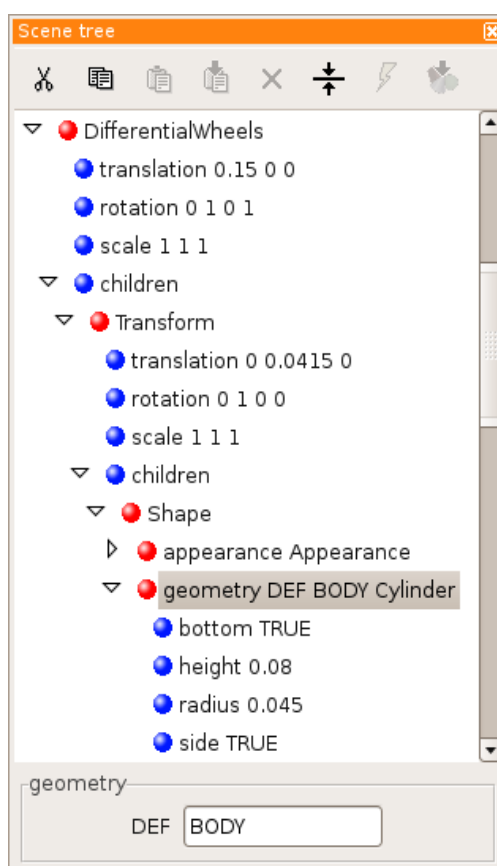 Scene tree
DifferentialWheels
translation 0.15 0 0
rotation 0 1 0 1
scale 1 1 1
children
Transform
translation 0 0.0415 0
rotation 0 1 0 0
scale 1 1 1
children
Shape
appearance Appearance
geometry DEF BODY Cylinder
bottom TRUE
height 0.08
radius 0.045
side TRUE
geometry
DEF BODY